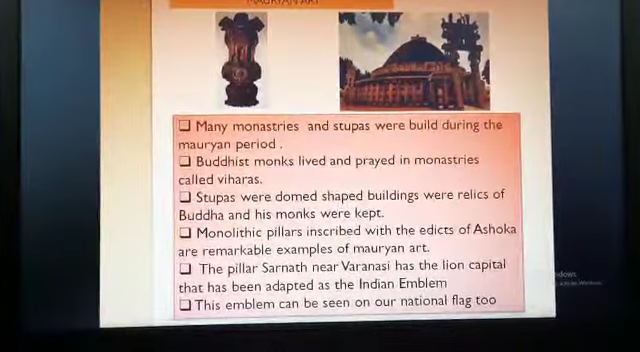 MAURYAN ART
❑ Many monastries and stupas were build during the
mauryan period .
❑ Buddhist monks lived and prayed in monastries
called viharas.
❑ Stupas were domed shaped buildings were relics of
Buddha and his monks were kept.
❑ Monolithic pillars inscribed with the edicts of Ashoka
are remarkable examples of mauryan art.
❑ The pillar Sarnath near Varanasi has the lion capital
that has been adapted as the Indian Emblem
❑ This emblem can be seen on our national flag too